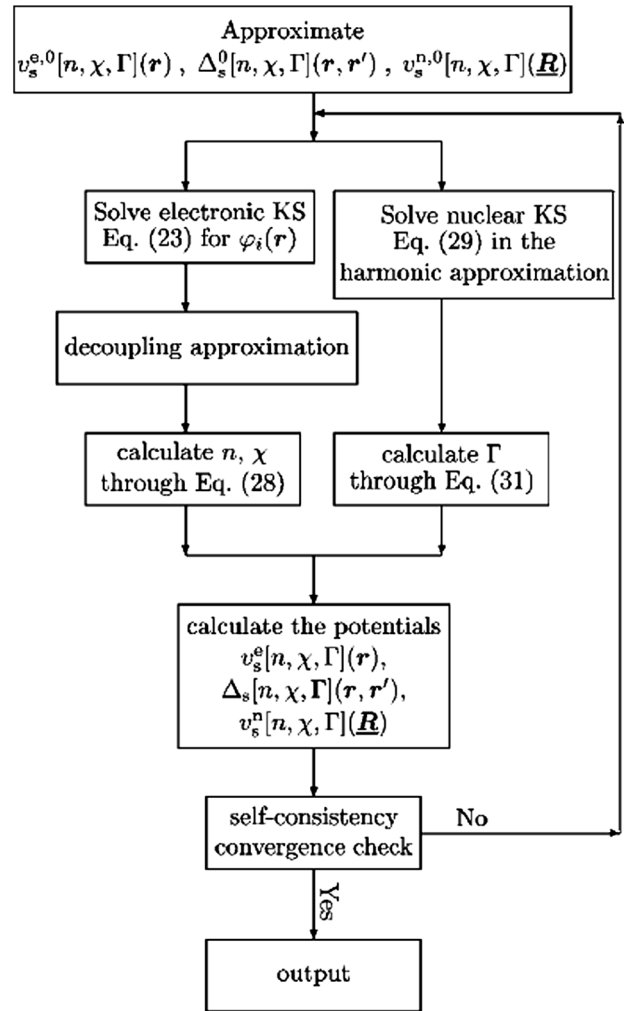 Approximate
v_s^{e,0}[n, χ, Γ](r) , Δ_s^0[n, χ, Γ](r, r′) , v_s^{n,0}[n, χ, Γ](R)
Solve electronic KS
Eq. (23) for φ_i(r)
Solve nuclear KS
Eq. (29) in the
harmonic approximation
decoupling approximation
calculate n, χ
through Eq. (28)
calculate Γ
through Eq. (31)
calculate the potentials
v_s^e[n, χ, Γ](r),
Δ_s[n, χ, Γ](r, r′),
v_s^n[n, χ, Γ](R)
self-consistency
convergence check
No
Yes
output